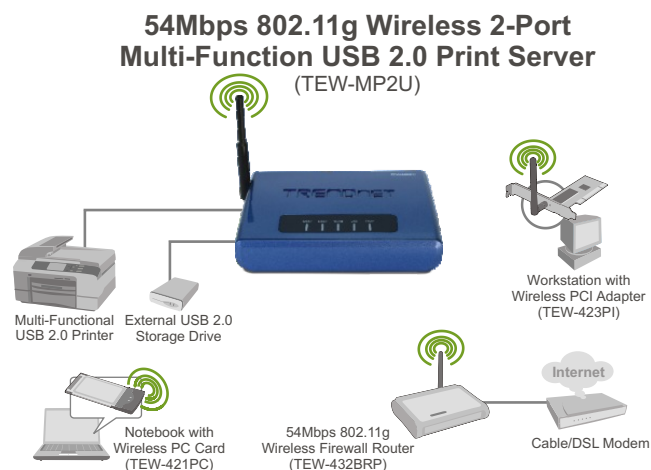 54Mbps 802.11g Wireless 2-Port
Multi-Function USB 2.0 Print Server
(TEW-MP2U)
TRENDnet
Multi-Functional
USB 2.0 Printer
External USB 2.0
Storage Drive
Workstation with
Wireless PCI Adapter
(TEW-423PI)
Notebook with
Wireless PC Card
(TEW-421PC)
54Mbps 802.11g
Wireless Firewall Router
(TEW-432BRP)
Internet
Cable/DSL Modem